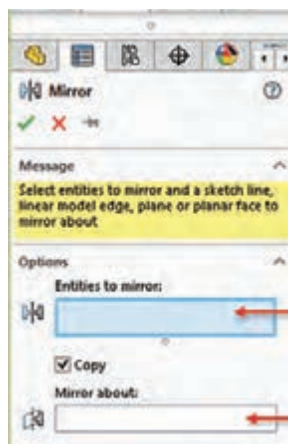 Mirror
Message
Select entities to mirror and a sketch line,
linear model edge, plane or planar face to
mirror about
Options
Entities to mirror:
Copy
Mirror about: